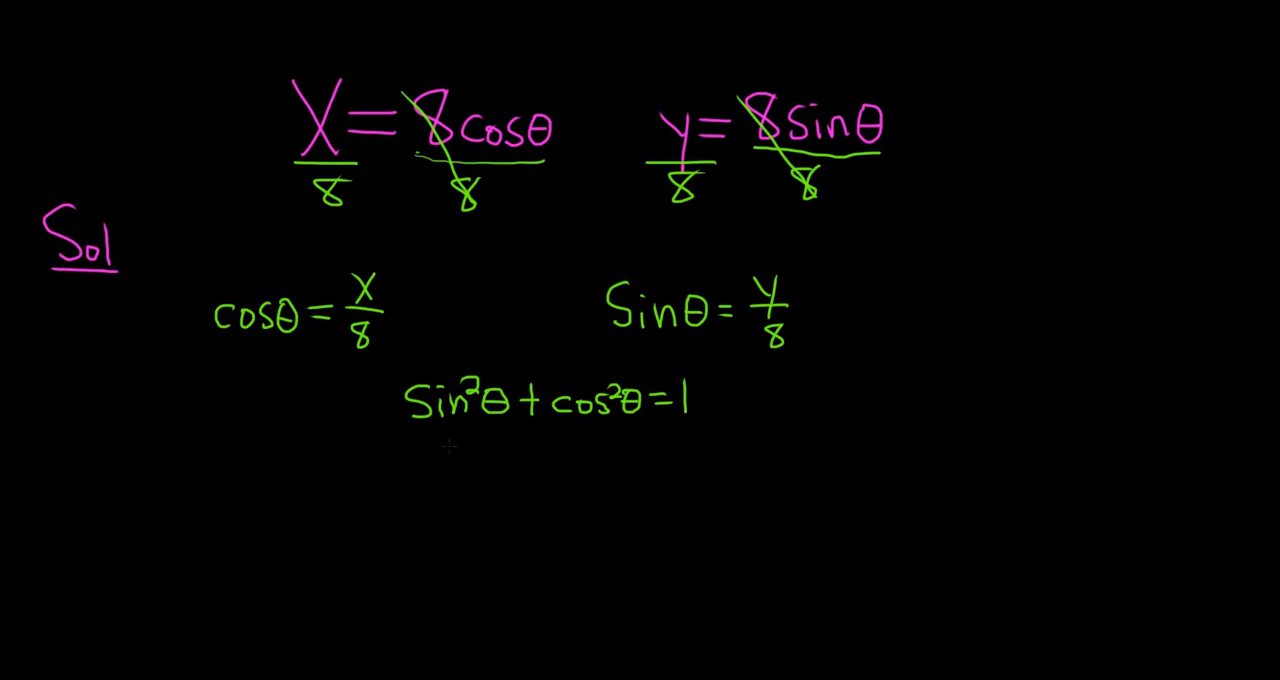 X = 8cosθ   y = 8sinθ
8   8   8   8
Sol
cosθ = x/8   Sinθ = y/8
Sin²θ + cos²θ = 1